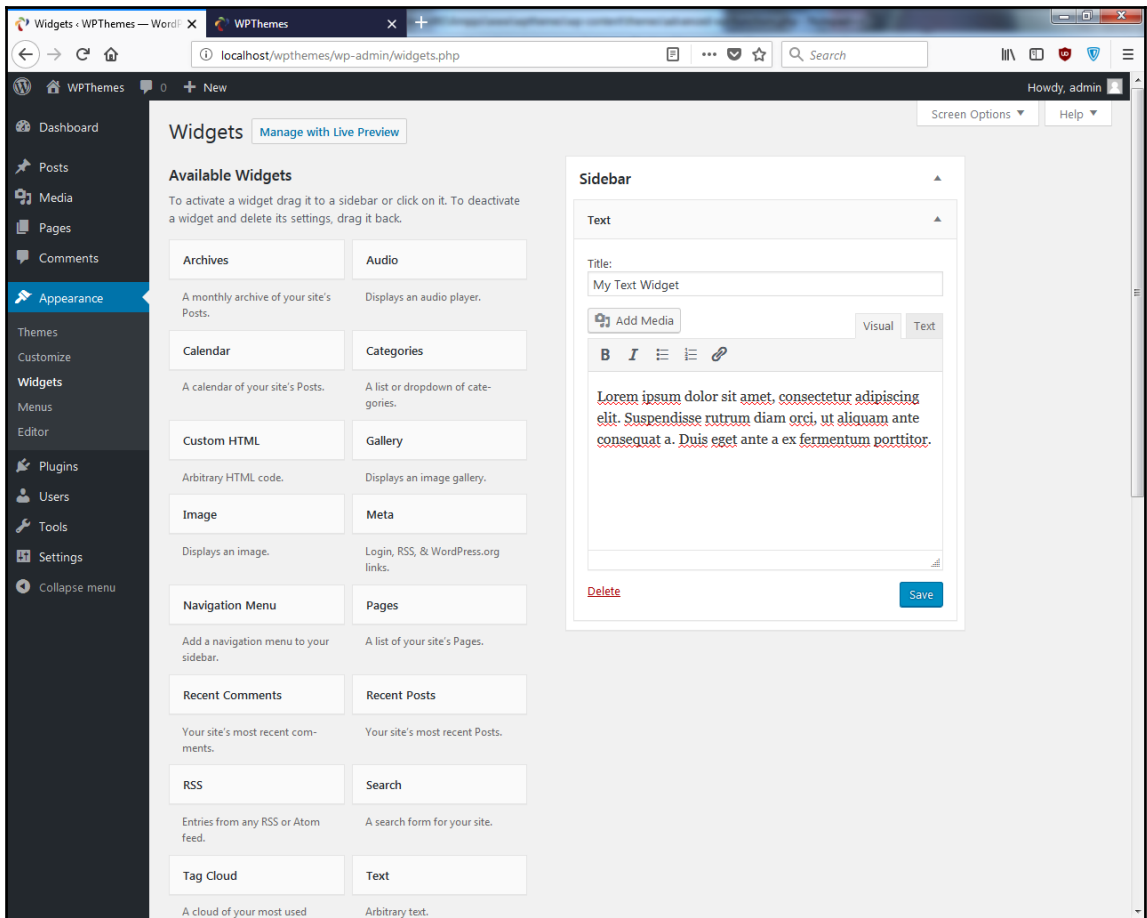 Widgets ‹ WPThemes — WordP
WPThemes
localhost/wpthemes/wp-admin/widgets.php
Search
WPThemes
0
New
Howdy, admin
Dashboard
Posts
Media
Pages
Comments
Appearance
Themes
Customize
Widgets
Menus
Editor
Plugins
Users
Tools
Settings
Collapse menu
Screen Options
Help
Widgets
Manage with Live Preview
Available Widgets
To activate a widget drag it to a sidebar or click on it. To deactivate
a widget and delete its settings, drag it back.
Archives
A monthly archive of your site's
Posts.
Audio
Displays an audio player.
Calendar
A calendar of your site's Posts.
Categories
A list or dropdown of cate-
gories.
Custom HTML
Arbitrary HTML code.
Gallery
Displays an image gallery.
Image
Displays an image.
Meta
Login, RSS, & WordPress.org
links.
Navigation Menu
Add a navigation menu to your
sidebar.
Pages
A list of your site's Pages.
Recent Comments
Your site's most recent com-
ments.
Recent Posts
Your site's most recent Posts.
RSS
Entries from any RSS or Atom
feed.
Search
A search form for your site.
Tag Cloud
A cloud of your most used
Text
Arbitrary text.
Sidebar
Text
Title:
My Text Widget
Add Media
Visual
Text
B I
Lorem ipsum dolor sit amet, consectetur adipiscing
elit. Suspendisse rutrum diam orci, ut aliquam ante
consequat a. Duis eget ante a ex fermentum porttitor.
Delete
Save